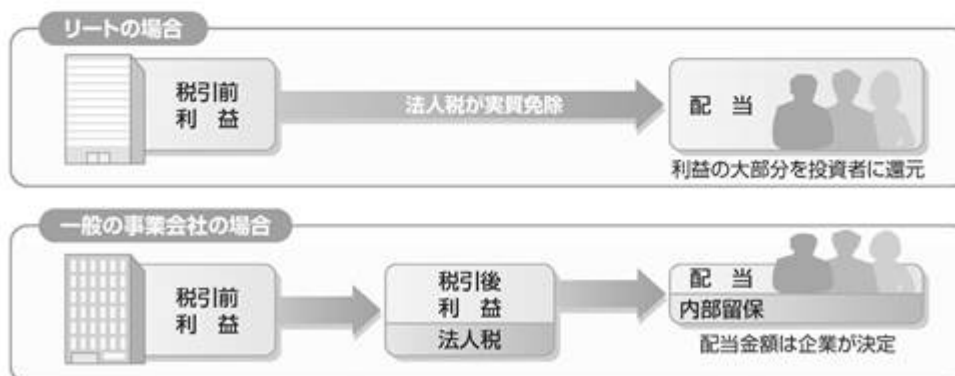 リートの場合
税引前
利　益
法人税が実質免除
配　当
利益の大部分を投資者に還元
一般の事業会社の場合
税引前
利　益
税引後
利　益
法人税
配　当
内部留保
配当金額は企業が決定